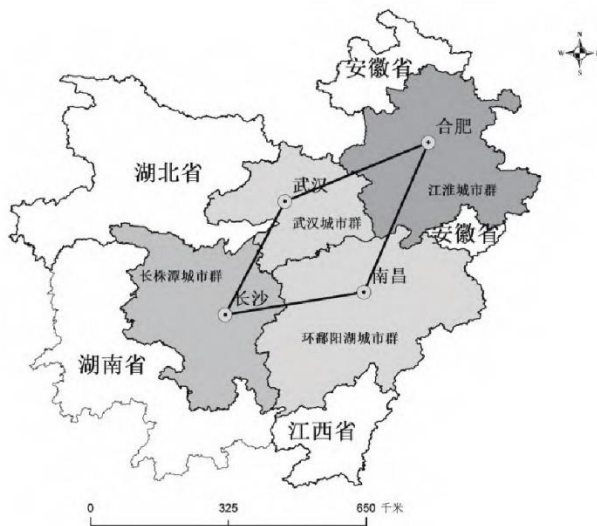 安徽省
N
W
E
S
合肥
湖北省
武汉
江淮城市群
武汉城市群
安徽省
长株潭城市群
南昌
长沙
环鄱阳湖城市群
湖南省
江西省
0 325 650 千米